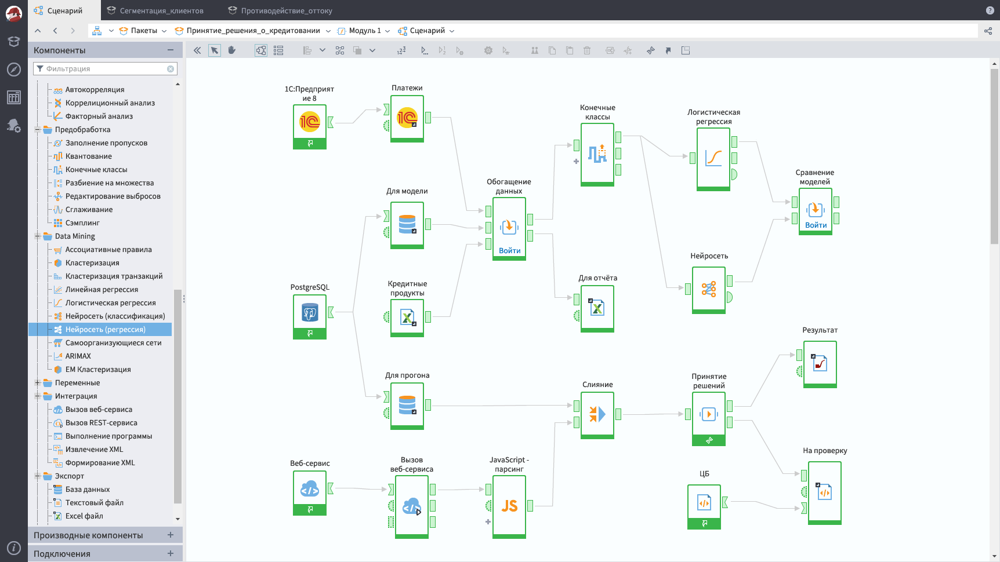 Сценарий
Сегментация_клиентов
Противодействие_оттоку
?
Пакеты
Принятие_решения_о_кредитовании
Модуль 1
Сценарий
Компоненты
Фильтрация
Автокорреляция
Коррелиционный анализ
Факторный анализ
Предобработка
Заполнение пропусков
Квантование
Конечные классы
Разбиение на множества
Редактирование выбросов
Сглаживание
Сэмплинг
Data Mining
Ассоциативные правила
Кластеризация
Кластеризация транзакций
Линейная регрессия
Логистическая регрессия
Нейросеть (классификация)
Нейросеть (регрессия)
Самоорганизующиеся сети
ARIMAX
EM Кластеризация
Переменные
Интеграция
Вызов веб-сервиса
Вызов REST-сервиса
Выполнение программы
Извлечение XML
Формирование XML
Экспорт
База данных
Текстовый файл
Excel файл
Производные компоненты
Подключения
1С:Предприят
ие 8
1С
Платежи
1С
Для модели
Обогащение
данных
Войти
Конечные
классы
Логистическая
регрессия
Сравнение
моделей
Войти
PostgreSQL
Кредитные
продукты
Для отчёта
Нейросеть
Для прогона
Слияние
Принятие
решений
Результат
Веб-сервис
Вызов
веб-сервиса
JavaScript -
парсинг
JS
ЦБ
На проверку